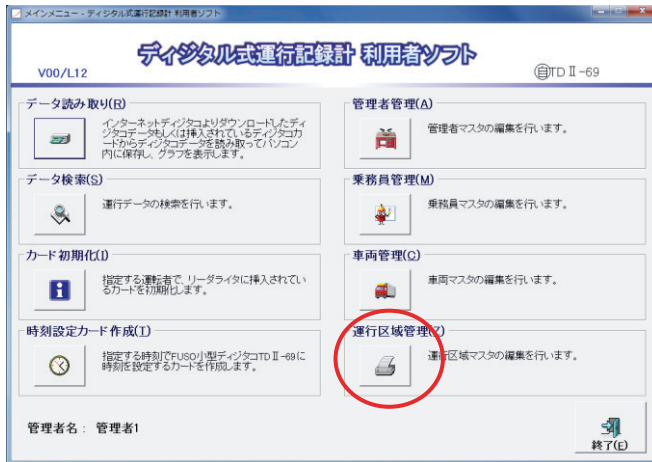 メインメニュー - ディジタル式運行記録計 利用者ソフト
ディジタル式運行記録計 利用者ソフト
V00/L12
自TDⅡ-69
データ読み取り(R)
インターネットディジタコよりダウンロードしたディ
ジタコデータもしくは挿入されているディジタコカ
ードからディジタコデータを読み取ってパソコン
内に保存し、グラフを表示します。
データ検索(S)
運行データの検索を行います。
カード初期化(I)
指定する運転者で、リーダライタに挿入されてい
るカードを初期化します。
時刻設定カード作成(T)
指定する時刻でFUSO小型ディジタコTDⅡ-69に
時刻を設定するカードを作成します。
管理者管理(A)
管理者マスタの編集を行います。
乗務員管理(M)
乗務員マスタの編集を行います。
車両管理(C)
車両マスタの編集を行います。
運行区域管理(Z)
運行区域マスタの編集を行います。
管理者名: 管理者1
終了(E)